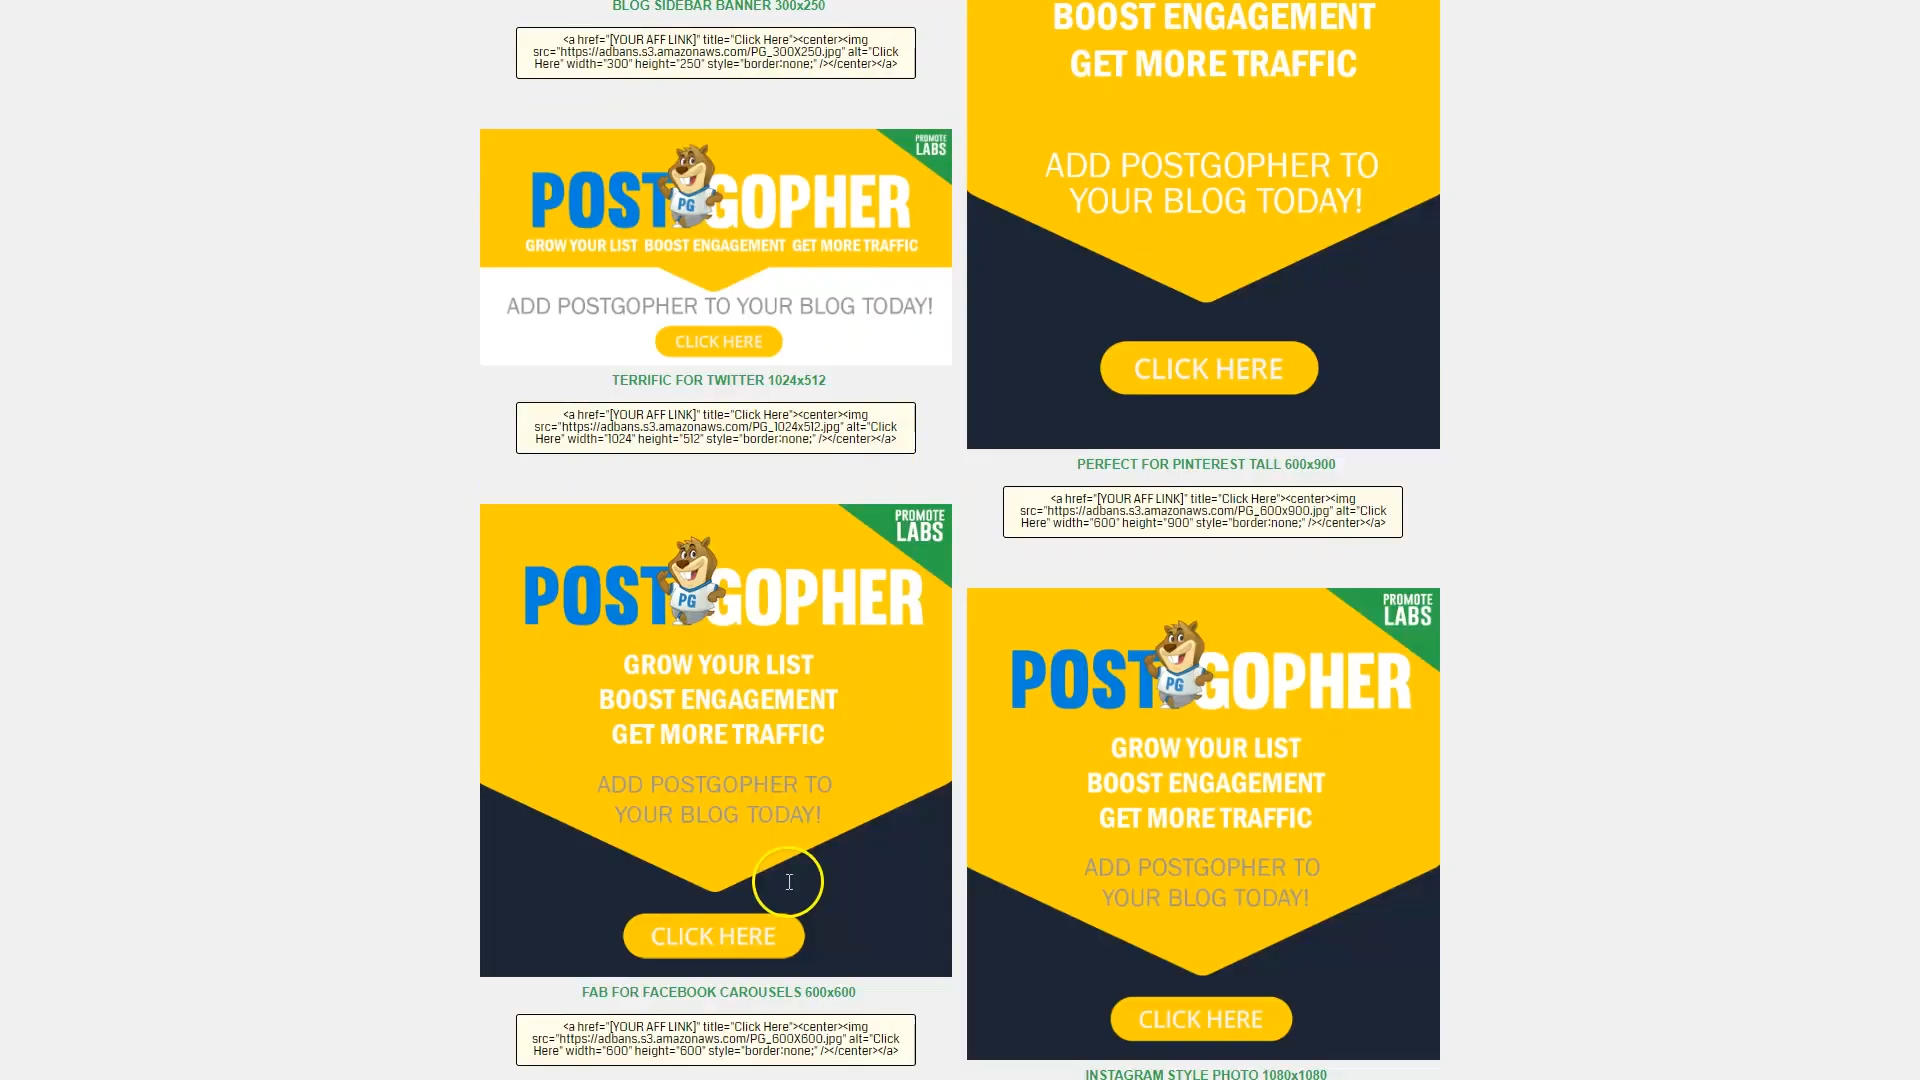 BLOG SIDEBAR BANNER 300x250
<a href="[YOUR AFF LINK]" title="Click Here"><center><img
src="https://adbans.s3.amazonaws.com/PG_300X250.jpg" alt="Click
Here" width="300" height="250" style="border:none;" /></center></a>
PROMOTE
LABS
POST GOPHER
PG
GROW YOUR LIST BOOST ENGAGEMENT GET MORE TRAFFIC
ADD POSTGOPHER TO YOUR BLOG TODAY!
CLICK HERE
TERRIFIC FOR TWITTER 1024x512
<a href="[YOUR AFF LINK]" title="Click Here"><center><img
src="https://adbans.s3.amazonaws.com/PG_1024x512.jpg" alt="Click
Here" width="1024" height="512" style="border:none;" /></center></a>
PROMOTE
LABS
POST GOPHER
PG
GROW YOUR LIST
BOOST ENGAGEMENT
GET MORE TRAFFIC
ADD POSTGOPHER TO
YOUR BLOG TODAY!
CLICK HERE
FAB FOR FACEBOOK CAROUSELS 600x600
<a href="[YOUR AFF LINK]" title="Click Here"><center><img
src="https://adbans.s3.amazonaws.com/PG_600X600.jpg" alt="Click
Here" width="600" height="600" style="border:none;" /></center></a>
BOOST ENGAGEMENT
GET MORE TRAFFIC
ADD POSTGOPHER TO
YOUR BLOG TODAY!
CLICK HERE
PERFECT FOR PINTEREST TALL 600x900
<a href="[YOUR AFF LINK]" title="Click Here"><center><img
src="https://adbans.s3.amazonaws.com/PG_600x900.jpg" alt="Click
Here" width="600" height="900" style="border:none;" /></center></a>
PROMOTE
LABS
POST GOPHER
PG
GROW YOUR LIST
BOOST ENGAGEMENT
GET MORE TRAFFIC
ADD POSTGOPHER TO
YOUR BLOG TODAY!
CLICK HERE
INSTAGRAM STYLE PHOTO 1080x1080